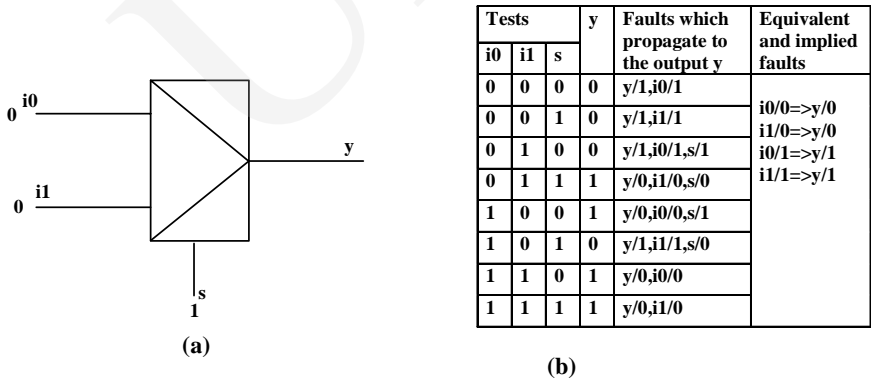 0 i0
0 i1
y
s
1
(a)
Tests y Faults which propagate to the output y Equivalent and implied faults
i0 i1 s
0 0 0 0 y/1,i0/1
0 0 1 0 y/1,i1/1
0 1 0 0 y/1,i0/1,s/1
0 1 1 1 y/0,i1/0,s/0
1 0 0 1 y/0,i0/0,s/1
1 0 1 0 y/1,i1/1,s/0
1 1 0 1 y/0,i0/0
1 1 1 1 y/0,i1/0
i0/0=>y/0
i1/0=>y/0
i0/1=>y/1
i1/1=>y/1
(b)